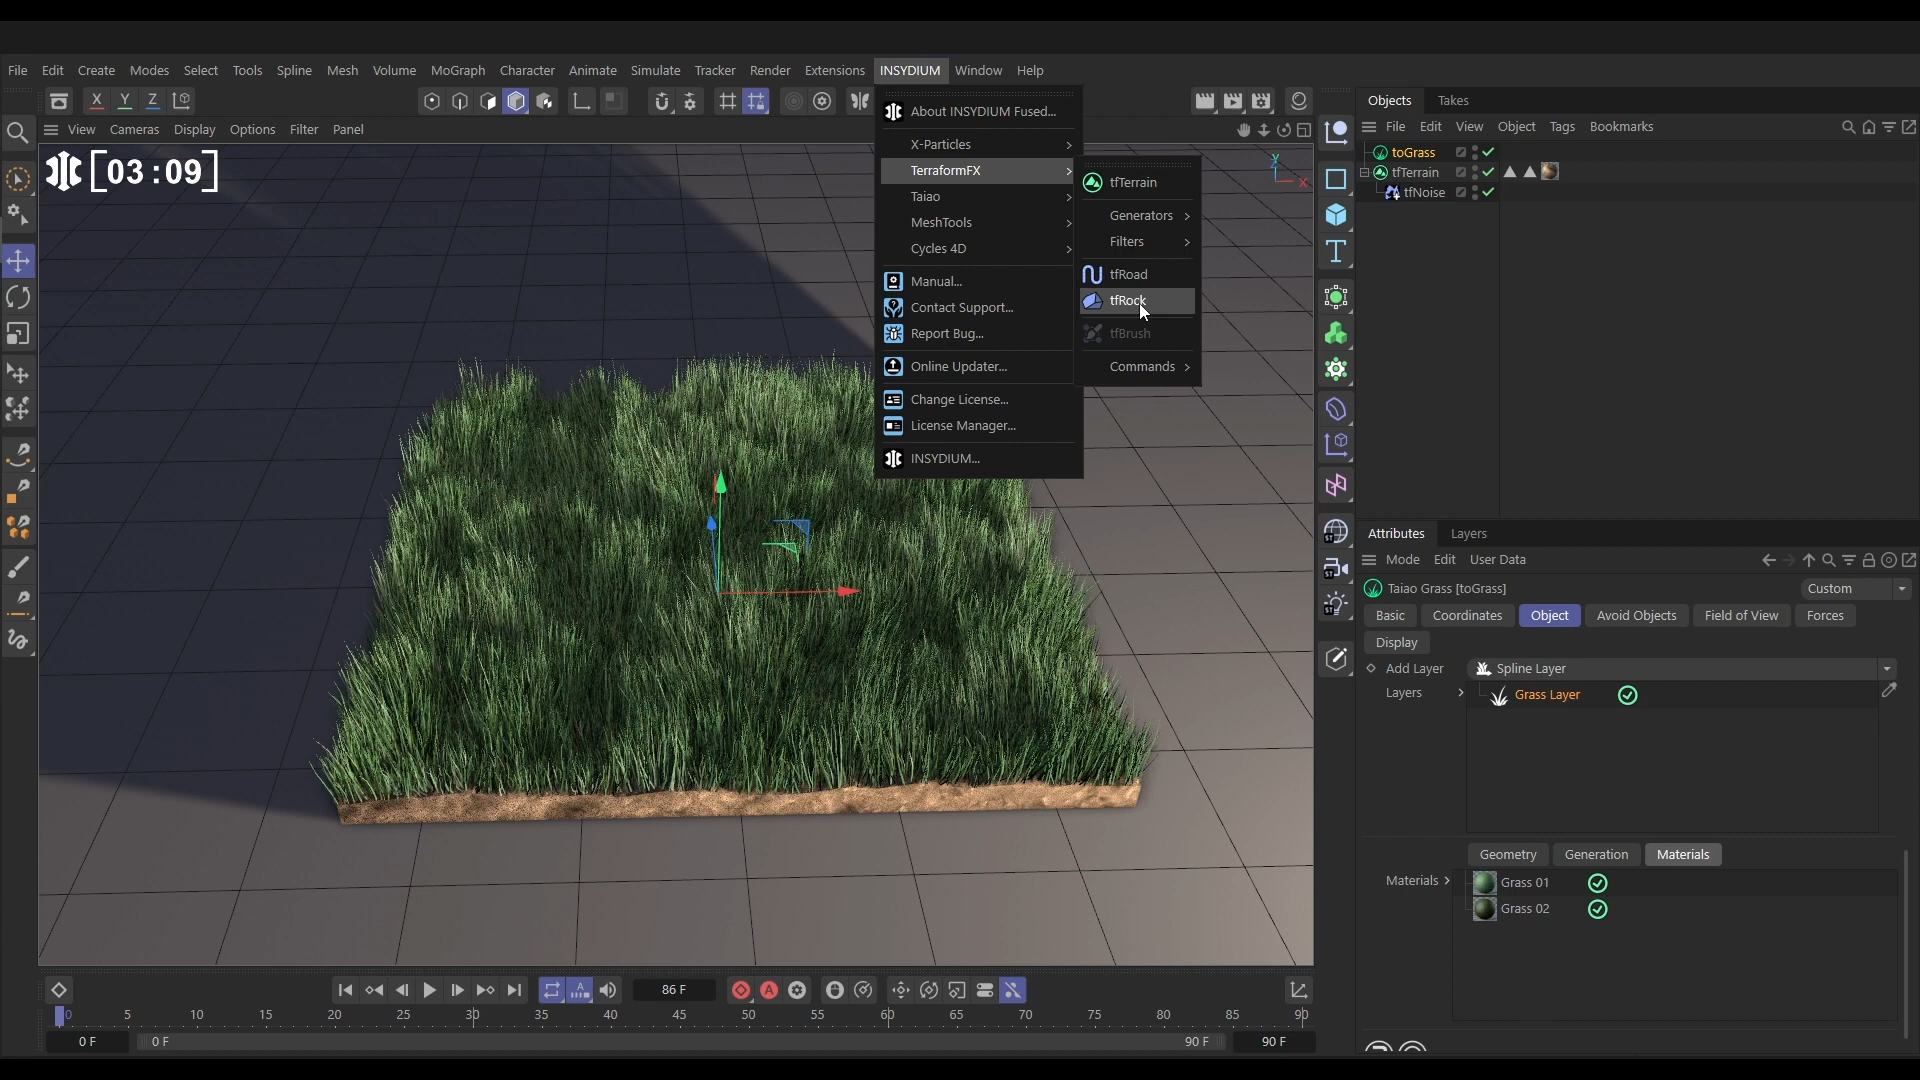 File Edit Create Modes Select Tools Spline Mesh Volume MoGraph Character Animate Simulate Tracker Render Extensions INSYDIUM Window Help
X Y Z
View Cameras Display Options Filter Panel
[03:09]
Y
Z
X
About INSYDIUM Fused...
X-Particles
TerraformFX
Taiao
MeshTools
Cycles 4D
Manual...
Contact Support...
Report Bug...
Online Updater...
Change License...
License Manager...
INSYDIUM...
tfTerrain
Generators
Filters
tfRoad
tfRock
tfBrush
Commands
Objects Takes
File Edit View Object Tags Bookmarks
toGrass
tfTerrain
tfNoise
T
ST
ST
ST
Attributes Layers
Mode Edit User Data
Taiao Grass [toGrass] Custom
Basic Coordinates Object Avoid Objects Field of View Forces
Display
Add Layer Spline Layer
Layers Grass Layer
Geometry Generation Materials
Materials Grass 01
Grass 02
A 86 F A
0 5 10 15 20 25 30 35 40 45 50 55 60 65 70 75 80 85 90
0 F 0 F 90 F 90 F